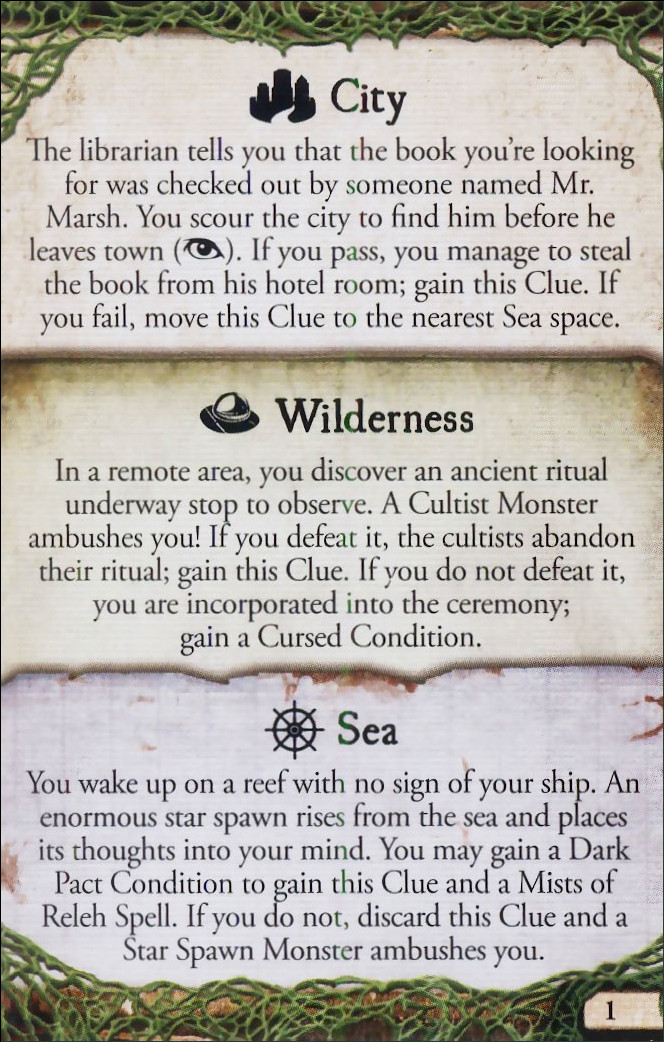 City
The librarian tells you that the book you're looking
for was checked out by someone named Mr.
Marsh. You scour the city to find him before he
leaves town (). If you pass, you manage to steal
the book from his hotel room; gain this Clue. If
you fail, move this Clue to the nearest Sea space.
Wilderness
In a remote area, you discover an ancient ritual
underway stop to observe. A Cultist Monster
ambushes you! If you defeat it, the cultists abandon
their ritual; gain this Clue. If you do not defeat it,
you are incorporated into the ceremony;
gain a Cursed Condition.
Sea
You wake up on a reef with no sign of your ship. An
enormous star spawn rises from the sea and places
its thoughts into your mind. You may gain a Dark
Pact Condition to gain this Clue and a Mists of
Releh Spell. If you do not, discard this Clue and a
Star Spawn Monster ambushes you.
1